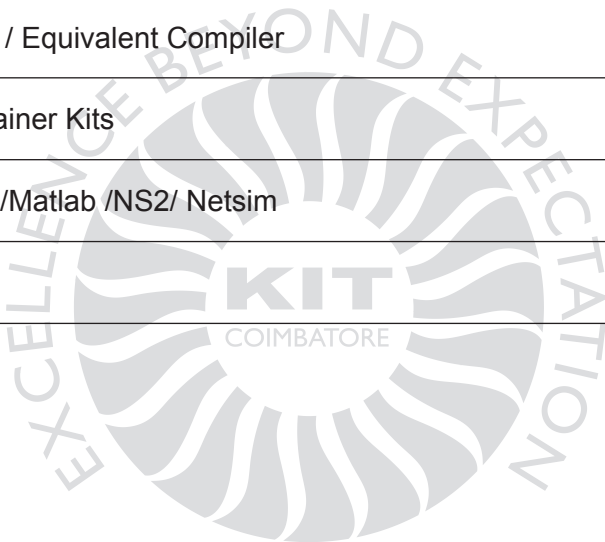 / Equivalent Compiler
ainer Kits
/Matlab /NS2/ Netsim
EXCELLENCE BEYOND EXPECTATION
KIT
COIMBATORE